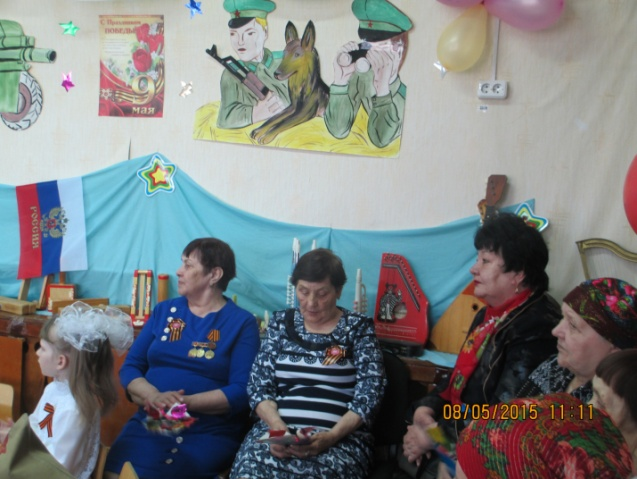 С Праздником
ПОБЕДЫ
9
мая
РОССИЯ
08/05/2015 11:11